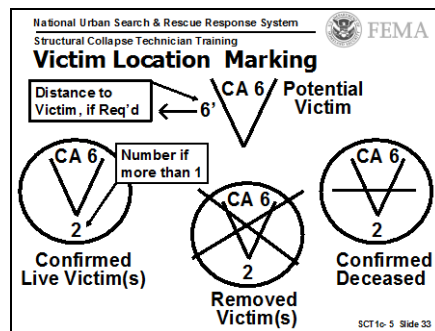 National Urban Search & Rescue Response System
Structural Collapse Technician Training
FEMA
Victim Location Marking
Distance to
Victim, if Req'd
6'
CA 6
Potential
Victim
CA 6
2
Number if
more than 1
Confirmed
Live Victim(s)
CA 6
2
Removed
Victim(s)
CA 6
Confirmed
Deceased
2
SCT1c- 5 Slide 33